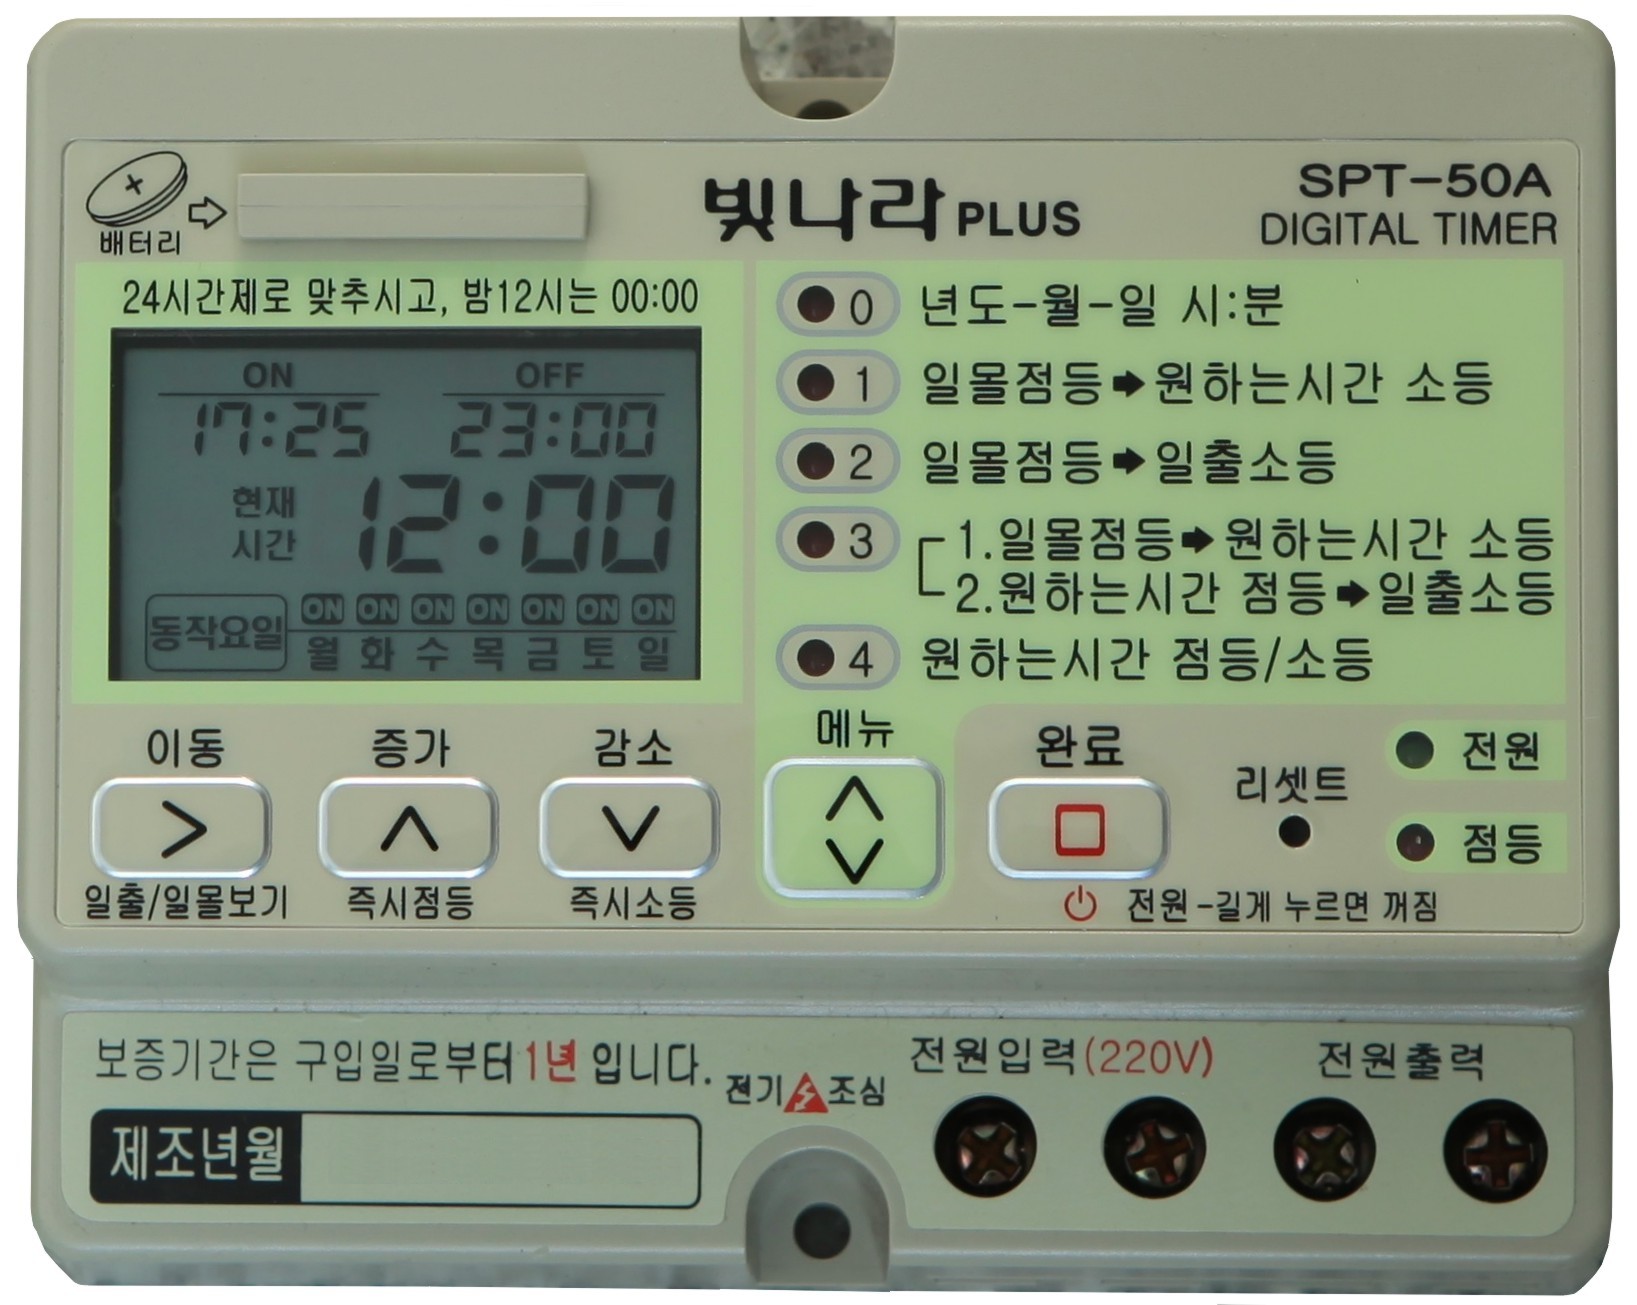 배터리
빛나라 PLUS
SPT-50A
DIGITAL TIMER
24시간제로 맞추시고, 밤12시는 00:00
ON OFF
17:25 23:00
현재
시간
12:00
동작요일
ON ON ON ON ON ON ON
월 화 수 목 금 토 일
0 년도-월-일 시:분
1 일몰점등➡원하는시간 소등
2 일몰점등➡일출소등
3 1.일몰점등➡원하는시간 소등
2.원하는시간 점등➡일출소등
4 원하는시간 점등/소등
이동 증가 감소 메뉴 완료
일출/일몰보기 즉시점등 즉시소등
리셋트
전원
점등
전원-길게 누르면 꺼짐
보증기간은 구입일로부터 1년 입니다.
제조년월
전기 조심
전원입력(220V) 전원출력